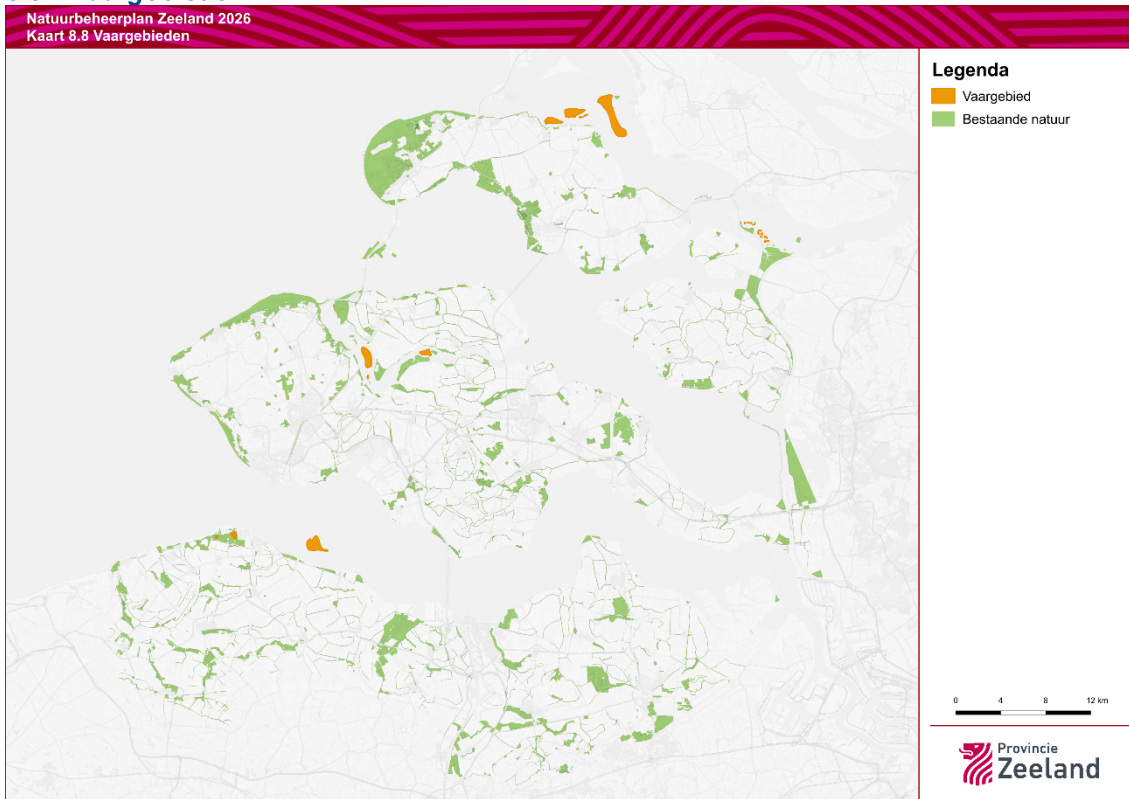 Natuurbeheerplan Zeeland 2026
Kaart 8.8 Vaargebieden
Legenda
Vaargebied
Bestaande natuur
0 4 8 12 km
Provincie
Zeeland